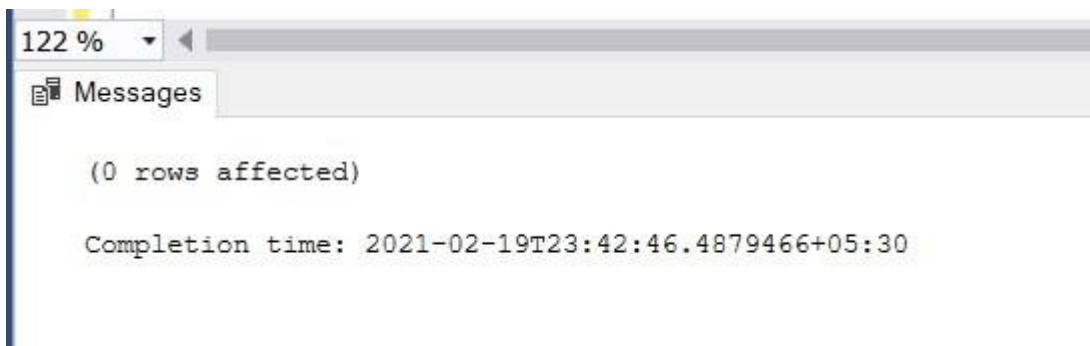 122 %
Messages
(0 rows affected)
Completion time: 2021-02-19T23:42:46.4879466+05:30